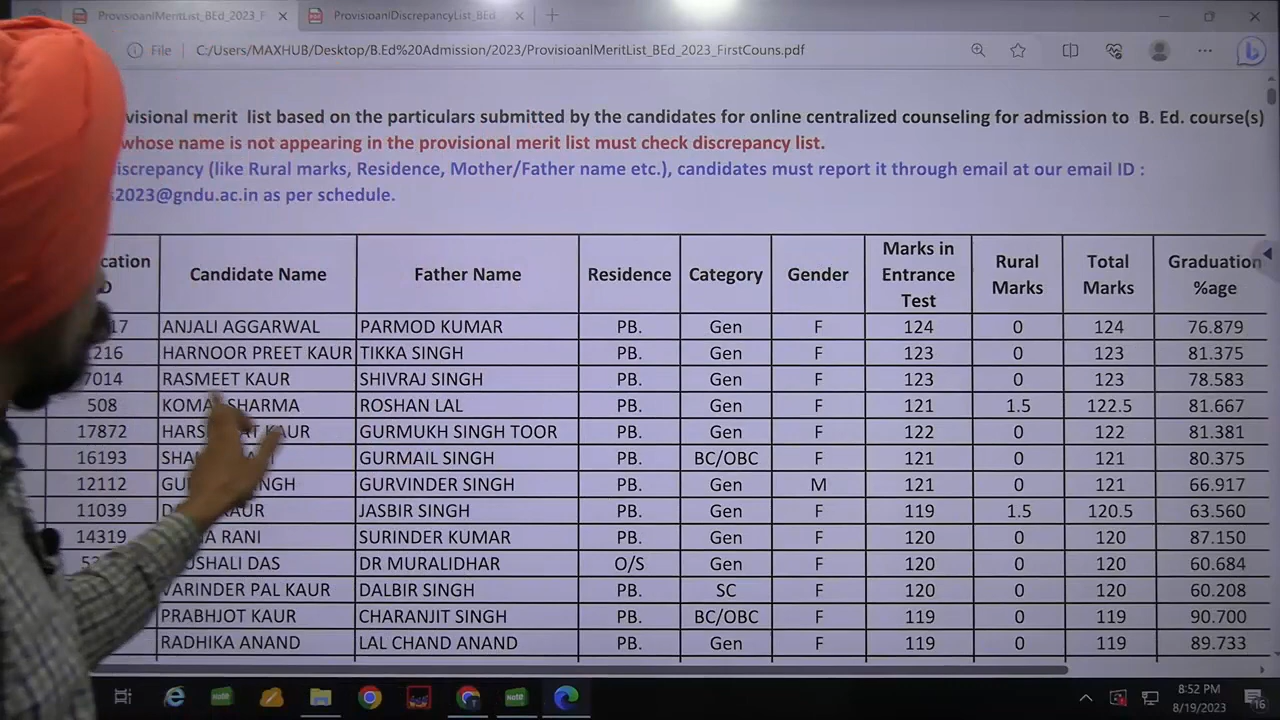 ProvisioanlMeritList_BEd_2023_F
ProvisioanlDiscrepancyList_BEd
File
C:/Users/MAXHUB/Desktop/B.Ed%20Admission/2023/ProvisioanlMeritList_BEd_2023_FirstCouns.pdf
visional merit list based on the particulars submitted by the candidates for online centralized counseling for admission to B. Ed. course(s)
whose name is not appearing in the provisional merit list must check discrepancy list.
iscrepancy (like Rural marks, Residence, Mother/Father name etc.), candidates must report it through email at our email ID :
2023@gndu.ac.in as per schedule.
cation Candidate Name Father Name Residence Category Gender Marks in Entrance Test Rural Marks Total Marks Graduation %age
17 ANJALI AGGARWAL PARMOD KUMAR PB. Gen F 124 0 124 76.879
216 HARNOOR PREET KAUR TIKKA SINGH PB. Gen F 123 0 123 78.583 81.375
7014 RASMEET KAUR SHIVRAJ SINGH PB. Gen F 123 0 123 78.583
508 SHARMA ROSHAN LAL PB. Gen F 121 1.5 122.5 81.667
17872 KAUR GURMUKH SINGH TOOR PB. Gen F 122 0 122 81.381
16193 GURMAIL SINGH PB. BC/OBC F 121 0 121 80.375
12112 GURVINDER SINGH PB. Gen M 121 0 121 66.917
11039 KAUR JASBIR SINGH PB. Gen F 119 1.5 120.5 63.560
14319 RANI SURINDER KUMAR PB. Gen F 120 0 120 87.150
DAS DR MURALIDHAR O/S Gen F 120 0 120 60.684
VARINDER PAL KAUR DALBIR SINGH PB. SC F 120 0 120 60.208
PRABHJOT KAUR CHARANJIT SINGH PB. BC/OBC F 119 0 119 90.700
RADHIKA ANAND LAL CHAND ANAND PB. Gen F 119 0 119 89.733
8:52 PM
8/19/2023
16